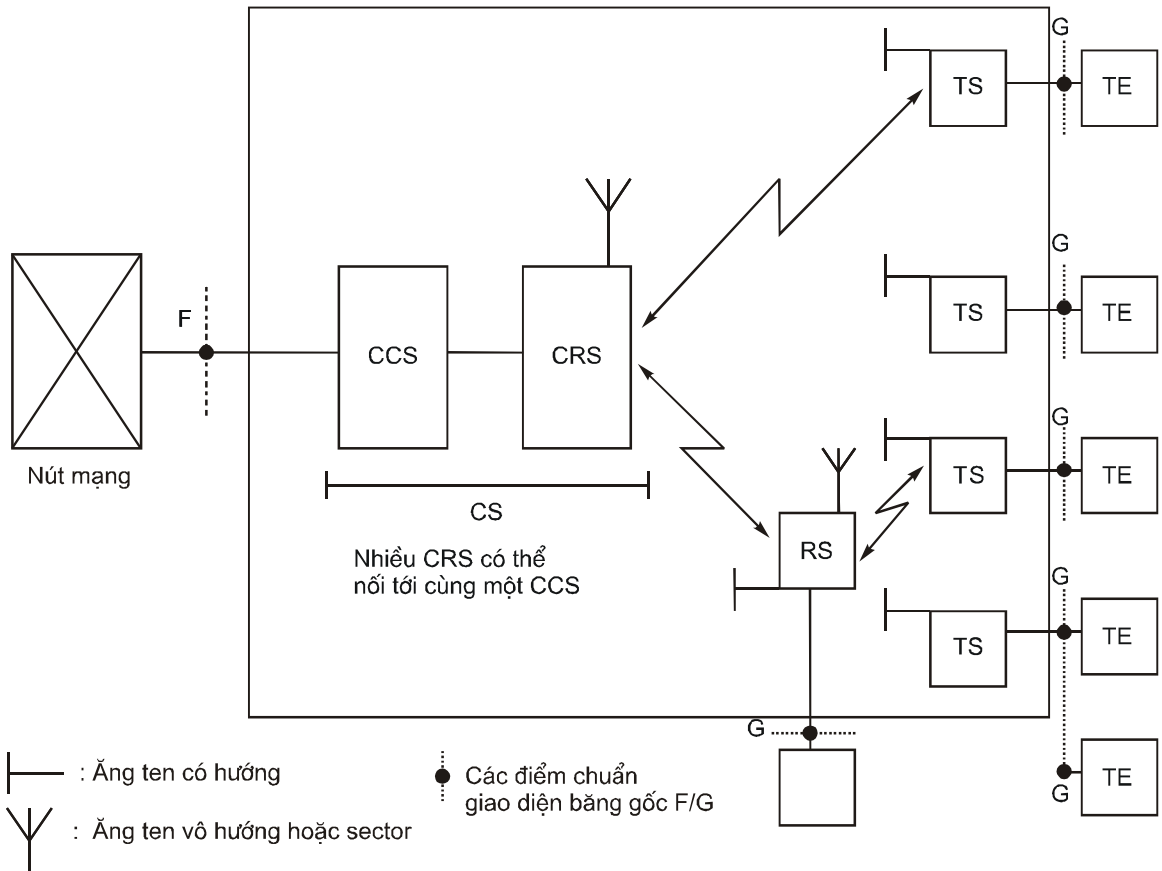 G
TS
TE
G
TS
TE
F
CCS
CRS
Nút mạng
CS
Nhiều CRS có thể
nối tới cùng một CCS
G
TS
TE
RS
G
TS
TE
G
TE
G
: Ăng ten có hướng
: Ăng ten vô hướng hoặc sector
Các điểm chuẩn
giao diện băng gốc F/G